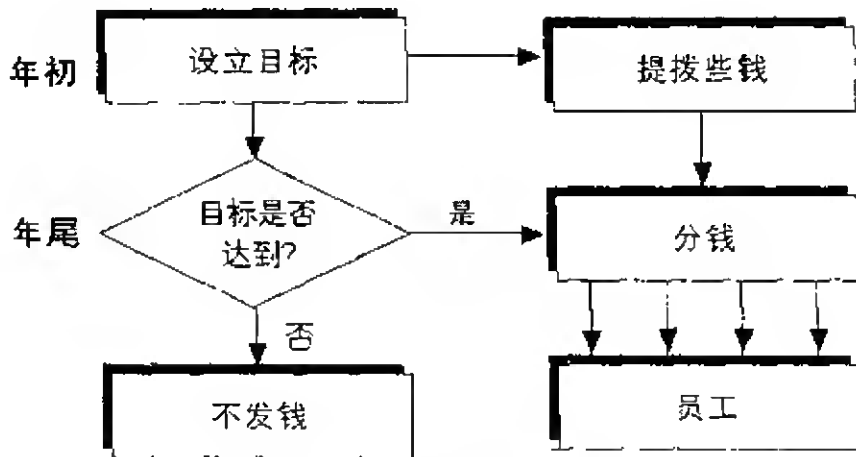 年初
设立目标
提拨些钱
年尾
目标是否
达到?
是
分钱
否
不发钱
员工